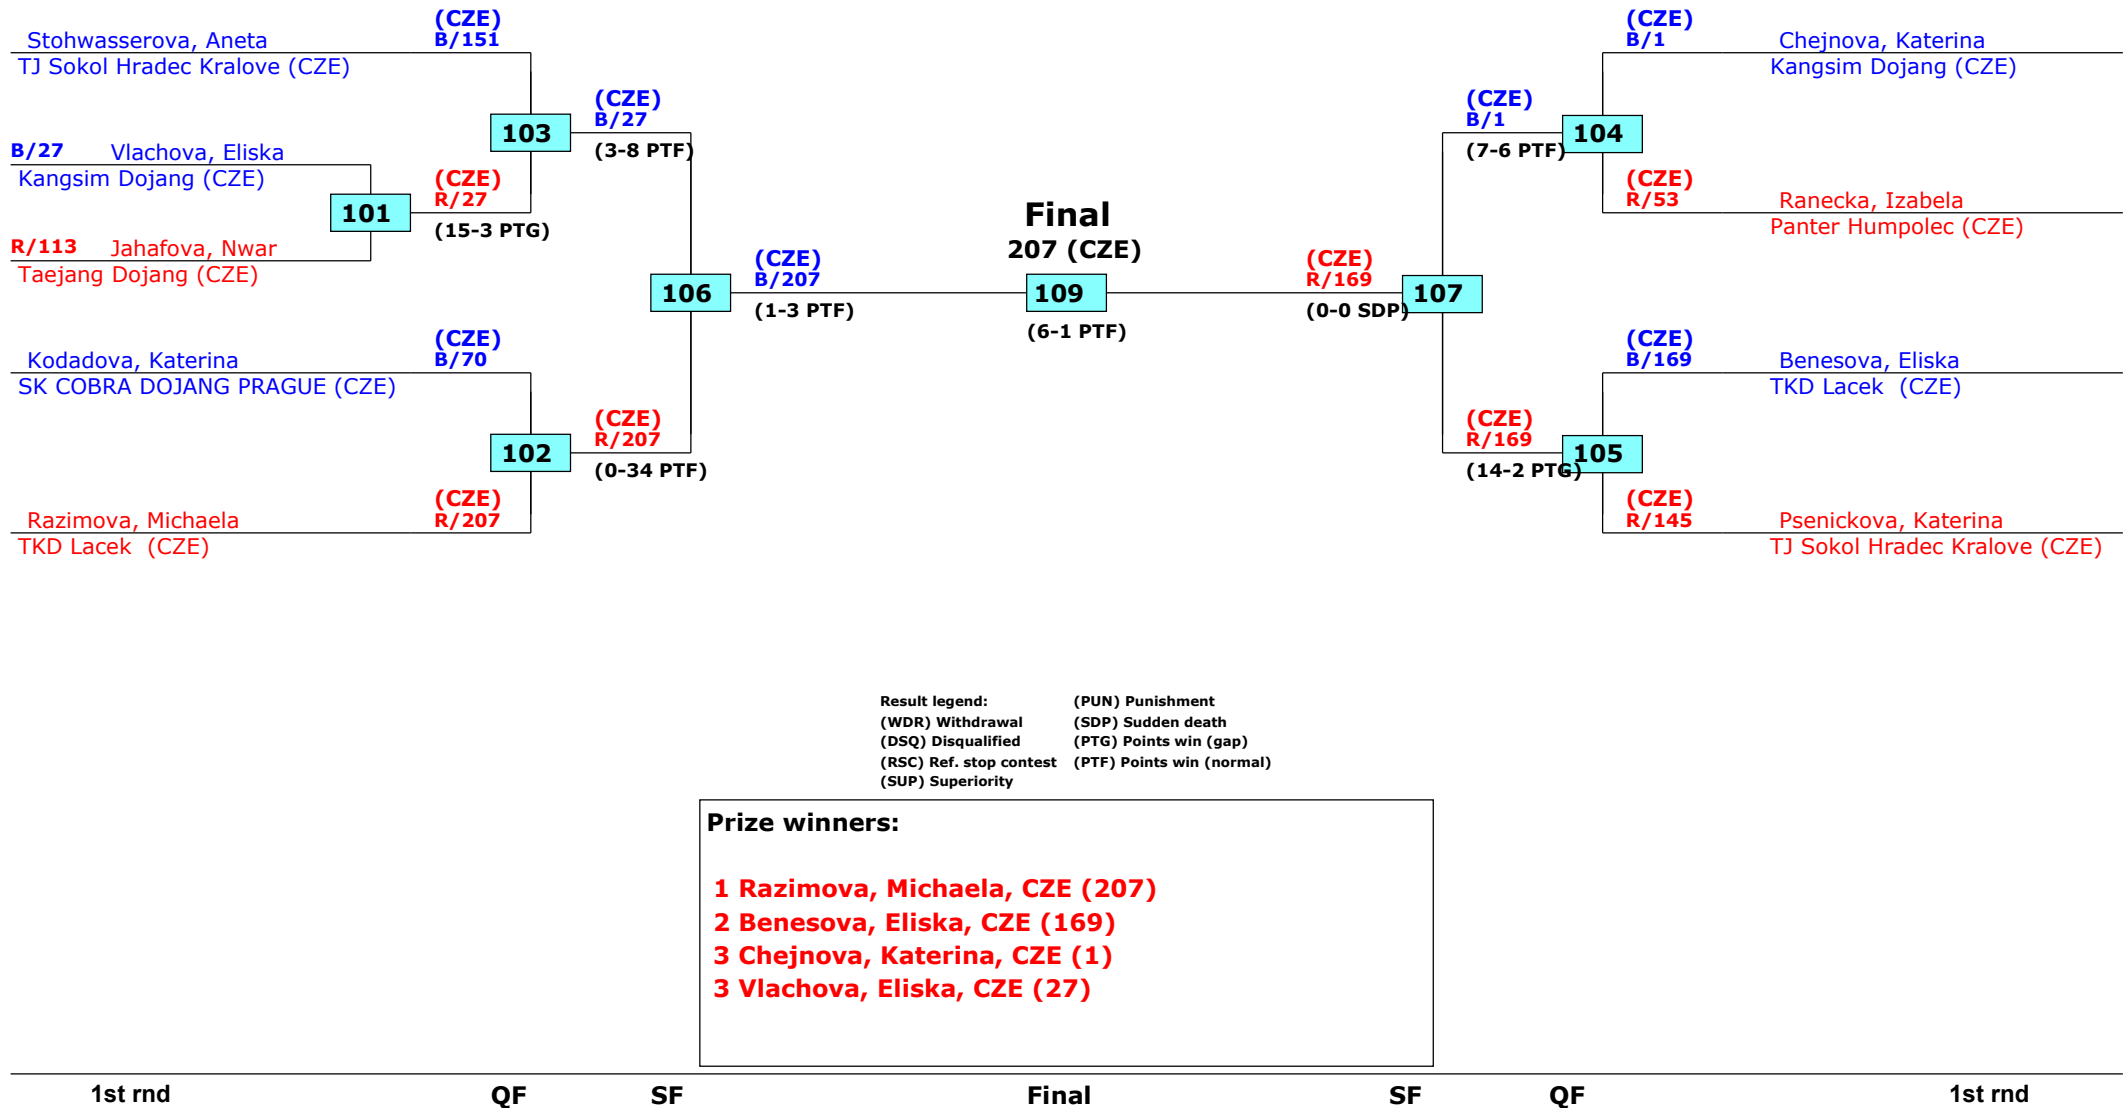 (CZE)
B/151
Stohwasserova, Aneta
TJ Sokol Hradec Kralove (CZE)
103
(CZE)
B/27
(3-8 PTF)
B/27 Vlachova, Eliska
Kangsim Dojang (CZE)
101
(CZE)
R/27
(15-3 PTG)
R/113 Jahafova, Nwar
Taejang Dojang (CZE)
106
(CZE)
B/207
(1-3 PTF)
Kodadova, Katerina
SK COBRA DOJANG PRAGUE (CZE)
(CZE)
B/70
102
(CZE)
R/207
(0-34 PTF)
Razimova, Michaela
TKD Lacek (CZE)
(CZE)
R/207
Final
207 (CZE)
109
(6-1 PTF)
(CZE)
R/169
(0-0 SDP)
107
(CZE)
B/1
(7-6 PTF)
104
(CZE)
B/1
Chejnova, Katerina
Kangsim Dojang (CZE)
(CZE)
R/53
Ranecka, Izabela
Panter Humpolec (CZE)
(CZE)
B/169
Benesova, Eliska
TKD Lacek (CZE)
(CZE)
R/169
(14-2 PTG)
105
(CZE)
R/145
Psenickova, Katerina
TJ Sokol Hradec Kralove (CZE)
Result legend: (PUN) Punishment
(WDR) Withdrawal (SDP) Sudden death
(DSQ) Disqualified (PTG) Points win (gap)
(RSC) Ref. stop contest (PTF) Points win (normal)
(SUP) Superiority
Prize winners:
1 Razimova, Michaela, CZE (207)
2 Benesova, Eliska, CZE (169)
3 Chejnova, Katerina, CZE (1)
3 Vlachova, Eliska, CZE (27)
1st rnd QF SF Final SF QF 1st rnd